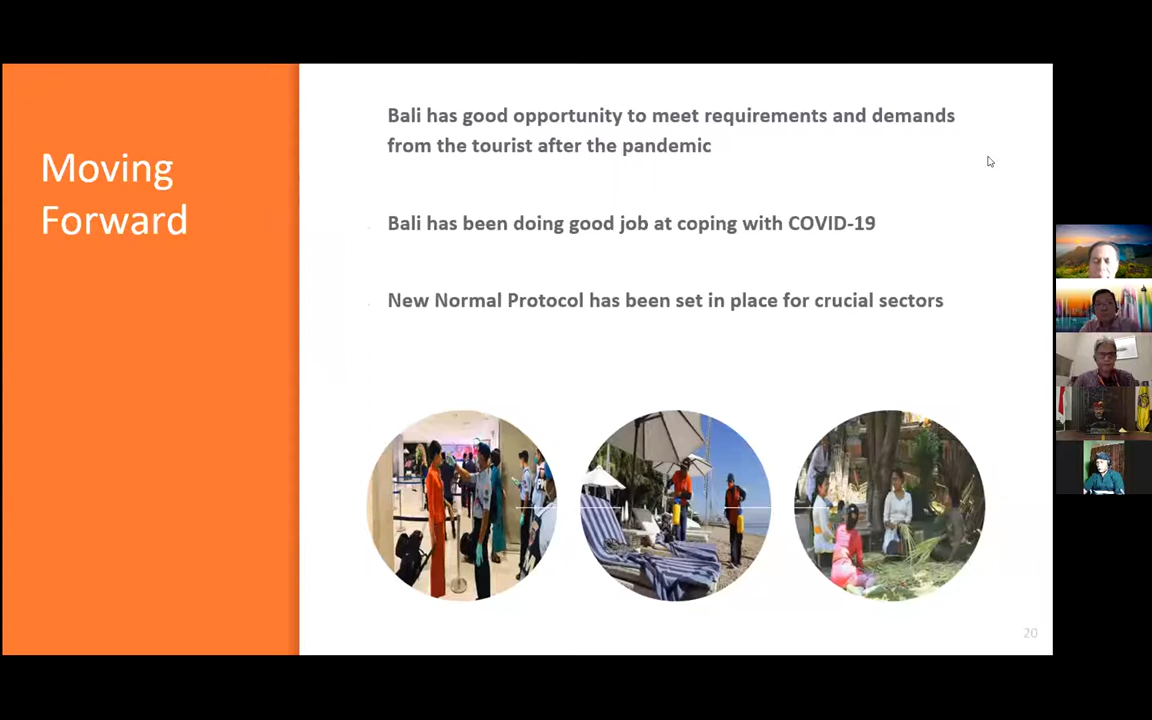 Moving
Forward
Bali has good opportunity to meet requirements and demands
from the tourist after the pandemic
Bali has been doing good job at coping with COVID-19
New Normal Protocol has been set in place for crucial sectors
20